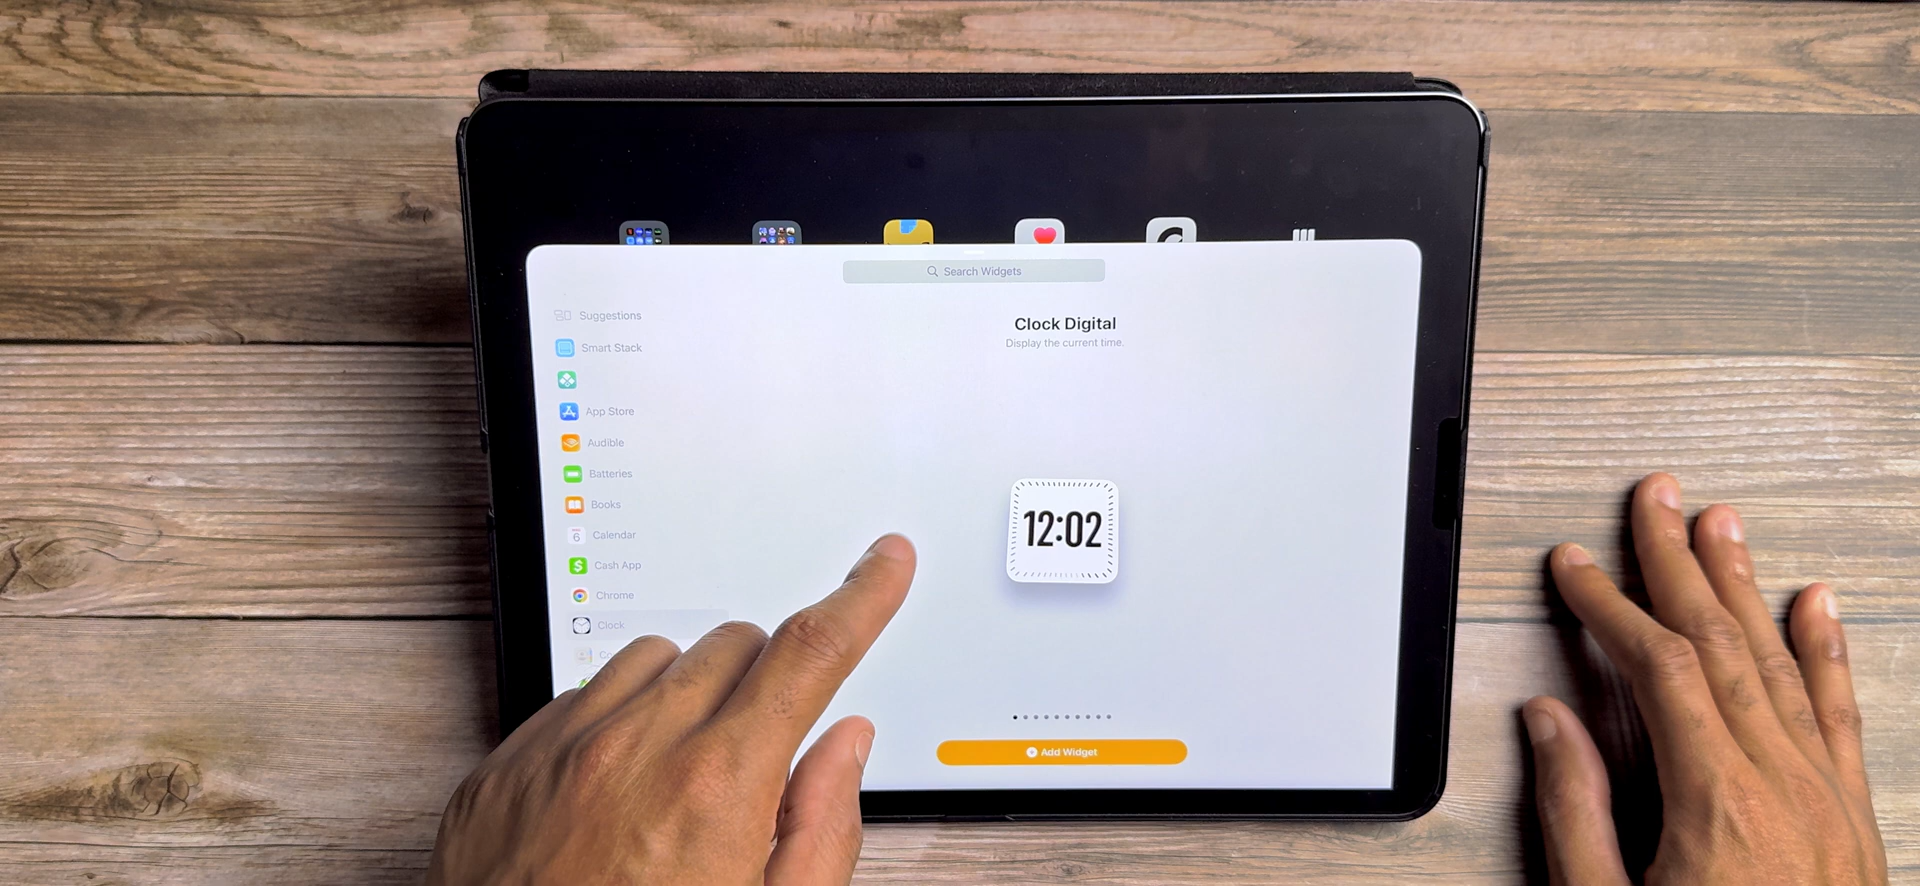 Search Widgets
Suggestions
Smart Stack
App Store
Audible
Batteries
Books
6
Calendar
Cash App
Chrome
Clock
Clock Digital
Display the current time.
12:02
Add Widget